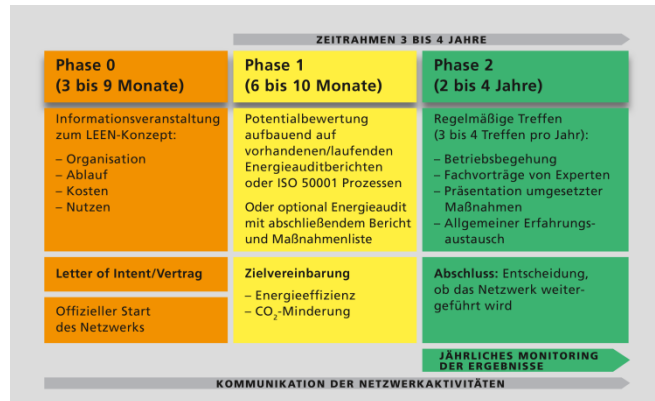 ZEITRAHMEN 3 BIS 4 JAHRE
Phase 0
(3 bis 9 Monate)
Informationsveranstaltung
zum LEEN-Konzept:
– Organisation
– Ablauf
– Kosten
– Nutzen
Letter of Intent/Vertrag
Offizieller Start
des Netzwerks
Phase 1
(6 bis 10 Monate)
Potentialbewertung
aufbauend auf
vorhandenen/laufenden
Energieauditberichten
oder ISO 50001 Prozessen
Oder optional Energieaudit
mit abschließendem Bericht
und Maßnahmenliste
Zielvereinbarung
– Energieeffizienz
– CO₂-Minderung
Phase 2
(2 bis 4 Jahre)
Regelmäßige Treffen
(3 bis 4 Treffen pro Jahr):
– Betriebsbegehung
– Fachvorträge von Experten
– Präsentation umgesetzter
Maßnahmen
– Allgemeiner Erfahrungs-
austausch
Abschluss: Entscheidung,
ob das Netzwerk weiter-
geführt wird
JÄHRLICHES MONITORING
DER ERGEBNISSE
KOMMUNIKATION DER NETZWERKAKTIVITÄTEN